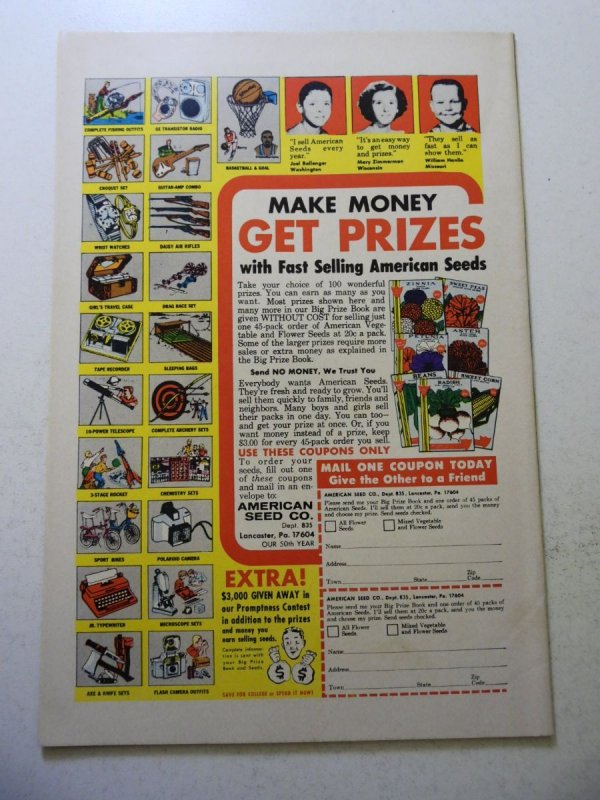 COMPLETE FISHING OUTFITS
GE TRANSISTOR RADIO
BASKETBALL & GOAL
CROQUET SET
GUITAR-AMP COMBO
WRIST WATCHES
DAISY AIR RIFLES
GIRL'S TRAVEL CASE
DRAG RACE SET
TAPE RECORDER
SLEEPING BAGS
10-POWER TELESCOPE
COMPLETE ARCHERY SETS
3-STAGE ROCKET
CHEMISTRY SETS
SPORT BIKES
POLAROID CAMERA
JR. TYPEWRITER
MICROSCOPE SETS
AXE & KNIFE SETS
FLASH CAMERA OUTFITS
"I sell American
Seeds every
year."
Joel Ballenger
Washington
"It's an easy way
to get money
and prizes."
Mary Zimmerman
Wisconsin
"They sell as
fast as I can
show them."
William Hamlin
Missouri
MAKE MONEY
GET PRIZES
with Fast Selling American Seeds
Take your choice of 100 wonderful
prizes. You can earn as many as you
want. Most prizes shown here and
many more in our Big Prize Book are
given WITHOUT COST for selling just
one 45-pack order of American Vege-
table and Flower Seeds at 20c a pack.
Some of the larger prizes require more
sales or extra money as explained in
the Big Prize Book.
Send NO MONEY, We Trust You
Everybody wants American Seeds.
They're fresh and ready to grow. You'll
sell them quickly to family, friends and
neighbors. Many boys and girls sell
their packs in one day. You can too—
and get your prize at once. Or, if you
want money instead of a prize, keep
$3.00 for every 45-pack order you sell.
ZINNIA
SWEET PEAS
ASTER
PETUNIA
BEANS
RADISH
SWEET CORN
USE THESE COUPONS ONLY
To order your
seeds, fill out one
of these coupons
and mail in an en-
velope to:
AMERICAN
SEED CO.
Dept. 835
Lancaster, Pa. 17604
OUR 50th YEAR
EXTRA!
$3,000 GIVEN AWAY in
our Promptness Contest
in addition to the prizes
and money you
earn selling seeds.
Complete informa-
tion is sent with
your Big Prize
Book and Seeds.
SAVE FOR COLLEGE or SPEND IT NOW!
MAIL ONE COUPON TODAY
Give the Other to a Friend
AMERICAN SEED CO., Dept. 835, Lancaster, Pa. 17604
Please send me your Big Prize Book and one order of 45 packs of
American Seeds. I'll sell them at 20c a pack, send you the money
and choose my prize. Send seeds checked.
All Flower
Seeds
Mixed Vegetable
and Flower Seeds
Name
Address
Town State Zip Code
AMERICAN SEED CO., Dept. 835, Lancaster, Pa. 17604
Please send me your Big Prize Book and one order of 45 packs of
American Seeds. I'll sell them at 20c a pack, send you the money
and choose my prize. Send seeds checked.
All Flower
Seeds
Mixed Vegetable
and Flower Seeds
Name
Address
Town State Zip Code